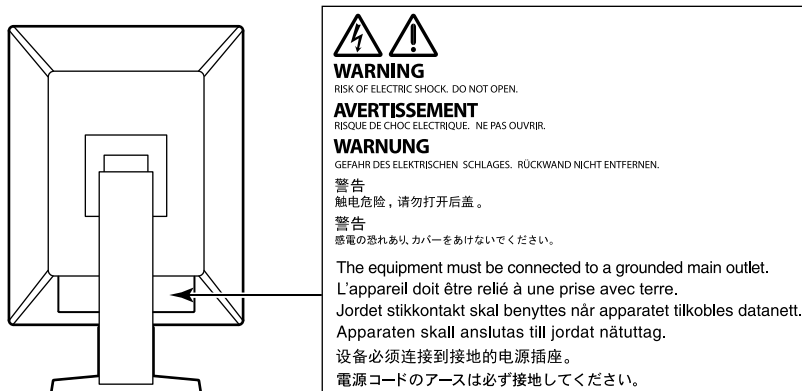 WARNING
RISK OF ELECTRIC SHOCK. DO NOT OPEN.
AVERTISSEMENT
RISQUE DE CHOC ELECTRIQUE. NE PAS OUVRIR.
WARNUNG
GEFAHR DES ELEKTRISCHEN SCHLAGES. RÜCKWAND NICHT ENTFERNEN.
警告
触电危险，请勿打开后盖。
警告
感電の恐れあり、カバーをあけないでください。
The equipment must be connected to a grounded main outlet.
L'appareil doit être relié à une prise avec terre.
Jordet stikkontakt skal benyttes når apparatet tilkobles datanett.
Apparaten skall anslutas till jordat nätuttag.
设备必须连接到接地的电源插座。
電源コードのアースは必ず接地してください。